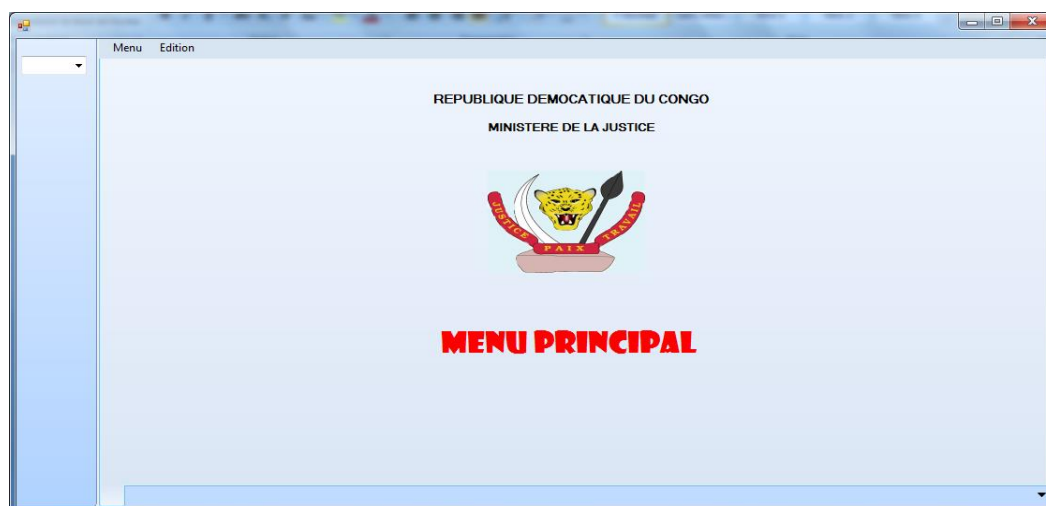 Menu Edition
REPUBLIQUE DEMOCATIQUE DU CONGO
MINISTERE DE LA JUSTICE
JUSTICE PAIX TRAVAIL
MENU PRINCIPAL